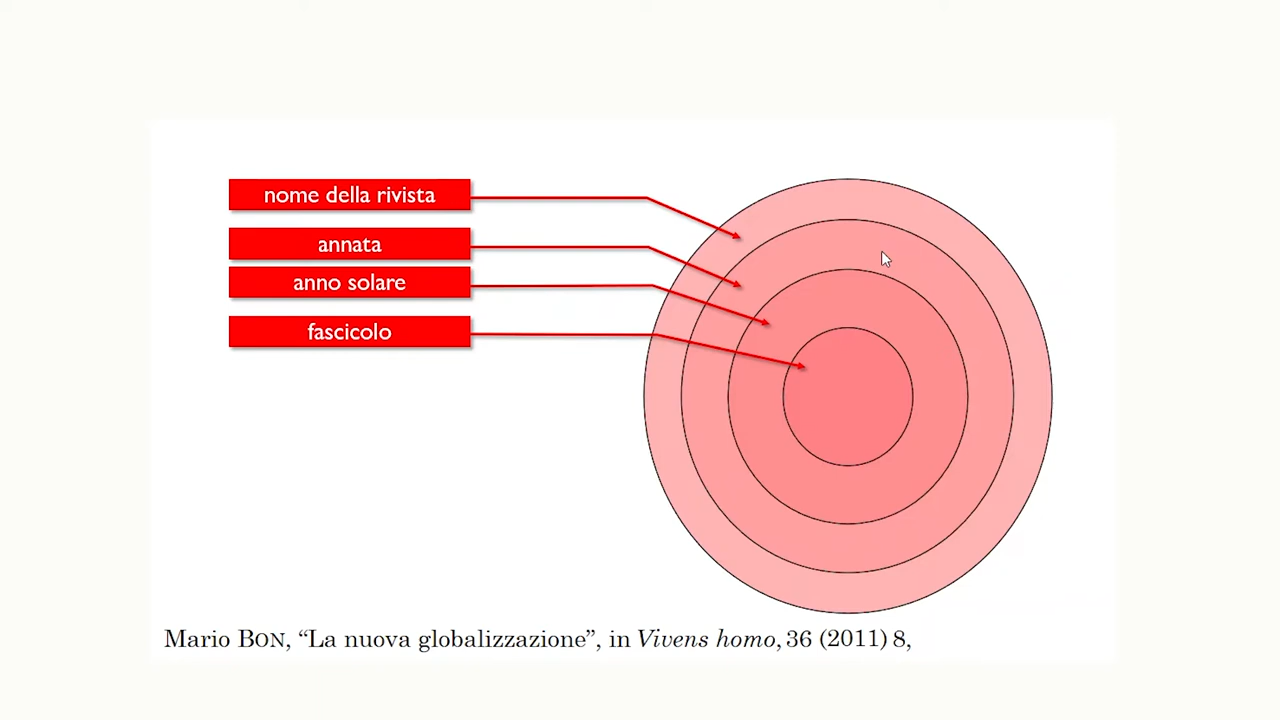 nome della rivista
annata
anno solare
fascicolo
Mario BON, “La nuova globalizzazione”, in Vivens homo, 36 (2011) 8,